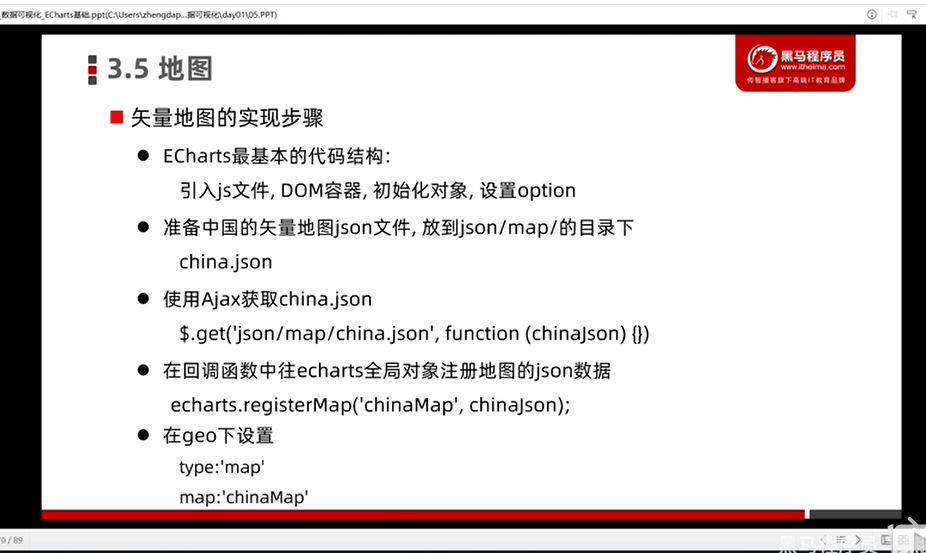 数据可视化_ECharts基础.ppt(C:\Users\zhengdap...据可视化\day01\05.PPT)
3.5 地图
黑马程序员
www.itheima.com
传智播客旗下高端IT教育品牌
矢量地图的实现步骤
ECharts最基本的代码结构:
引入js文件, DOM容器, 初始化对象, 设置option
准备中国的矢量地图json文件, 放到json/map/的目录下
china.json
使用Ajax获取china.json
$.get('json/map/china.json', function (chinaJson) {})
在回调函数中往echarts全局对象注册地图的json数据
echarts.registerMap('chinaMap', chinaJson);
在geo下设置
type:'map'
map:'chinaMap'
0 / 89
黑马程序员